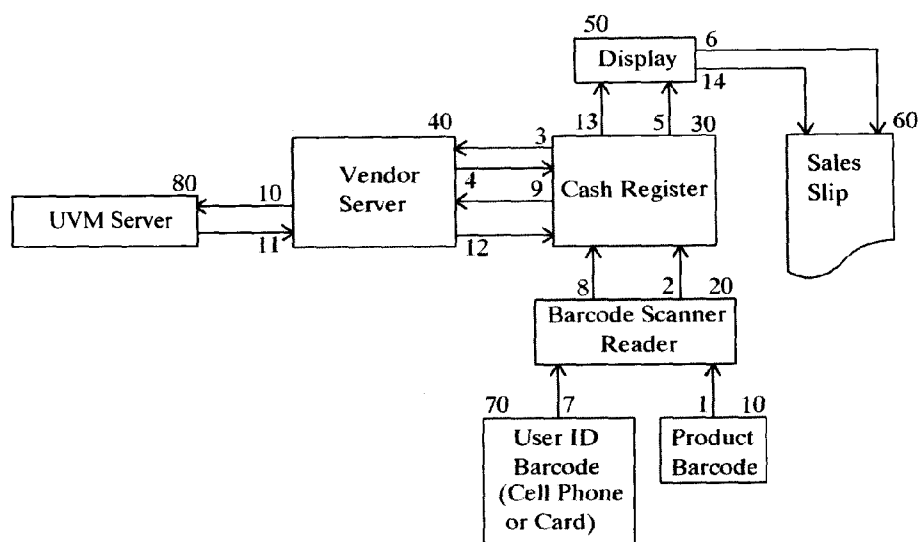 50
Display
6
14
13
5
30
60
40
3
4
9
Vendor
Server
Cash Register
Sales
Slip
80
10
UVM Server
11
12
8
2
20
Barcode Scanner
Reader
70
7
1
10
User ID
Barcode
(Cell Phone
or Card)
Product
Barcode